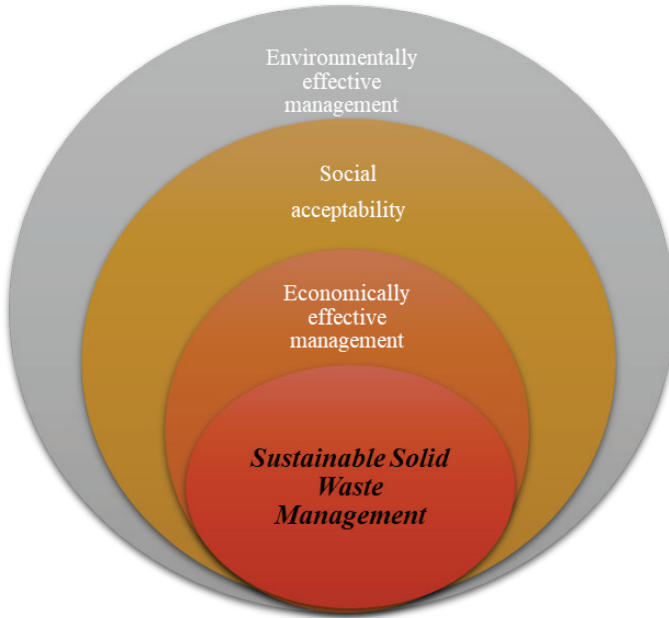 Environmentally
effective
management
Social
acceptability
Economically
effective
management
Sustainable Solid
Waste
Management